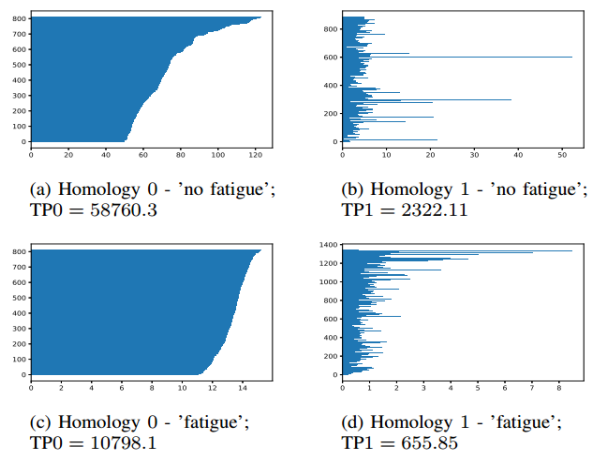 800
700
600
500
400
300
200
100
0
0 20 40 60 80 100 120
800
700
600
500
400
300
200
100
0
0 10 20 30 40 50
(a) Homology 0 - 'no fatigue';
TP0 = 58760.3
(b) Homology 1 - 'no fatigue';
TP1 = 2322.11
800
700
600
500
400
300
200
100
0
0 2 4 6 8 10 12 14
1400
1200
1000
800
600
400
200
0
0 1 2 3 4 5 6 7 8
(c) Homology 0 - 'fatigue';
TP0 = 10798.1
(d) Homology 1 - 'fatigue';
TP1 = 655.85